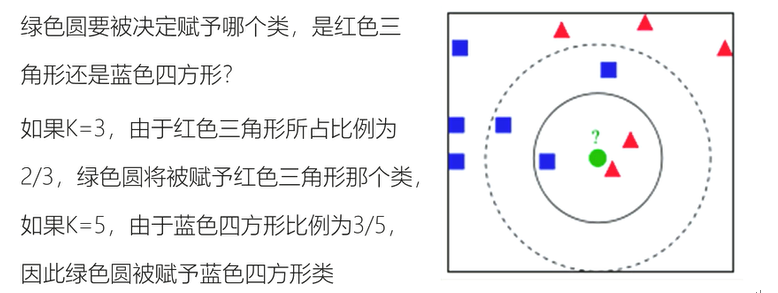 绿色圆要被决定赋予哪个类，是红色三
角形还是蓝色四方形？
如果K=3，由于红色三角形所占比例为
2/3，绿色圆将被赋予红色三角形那个类，
如果K=5，由于蓝色四方形比例为3/5，
因此绿色圆被赋予蓝色四方形类
?